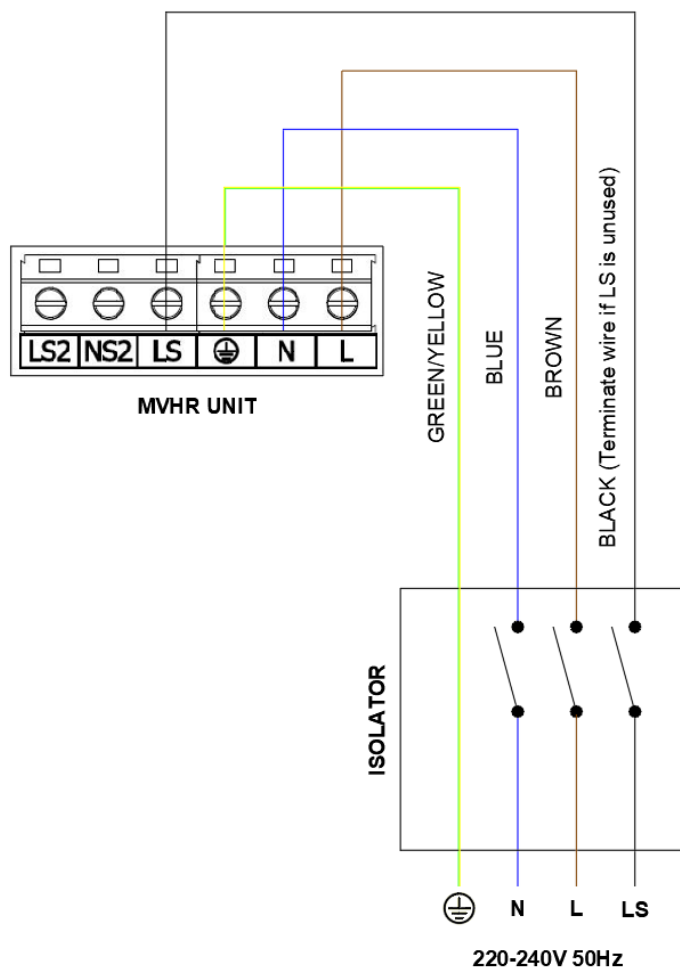 LS2 NS2 LS N L
MVHR UNIT
GREEN/YELLOW
BLUE
BROWN
BLACK (Terminate wire if LS is unused)
ISOLATOR
N L LS
220-240V 50Hz